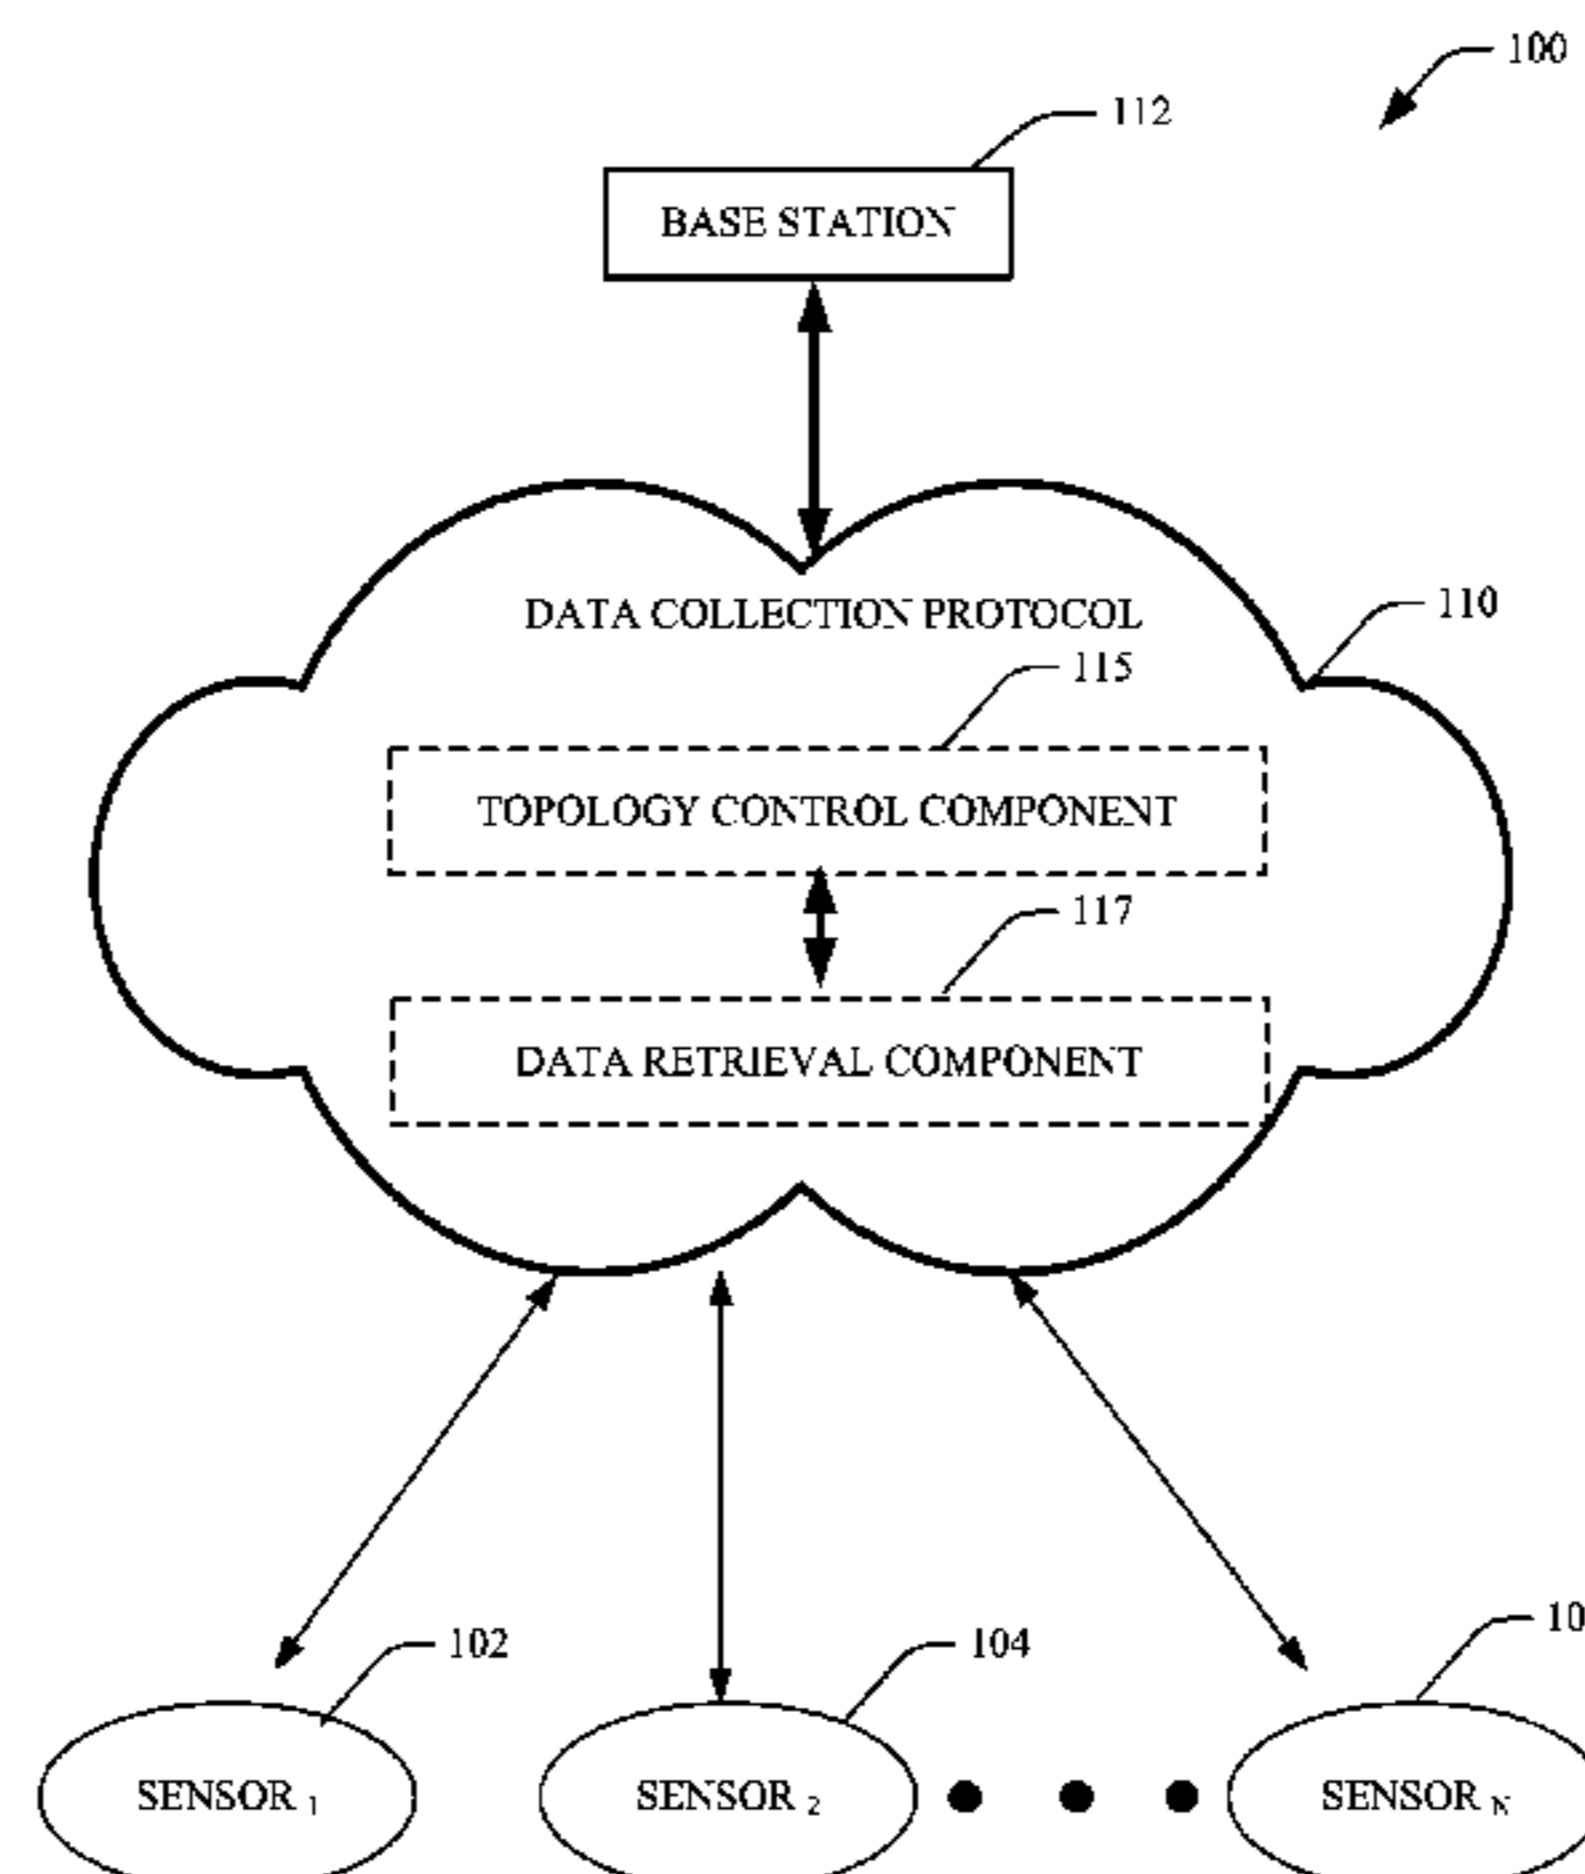 100
112
BASE STATION
DATA COLLECTION PROTOCOL
110
115
TOPOLOGY CONTROL COMPONENT
117
DATA RETRIEVAL COMPONENT
102
104
10
SENSOR 1
SENSOR 2
SENSOR N